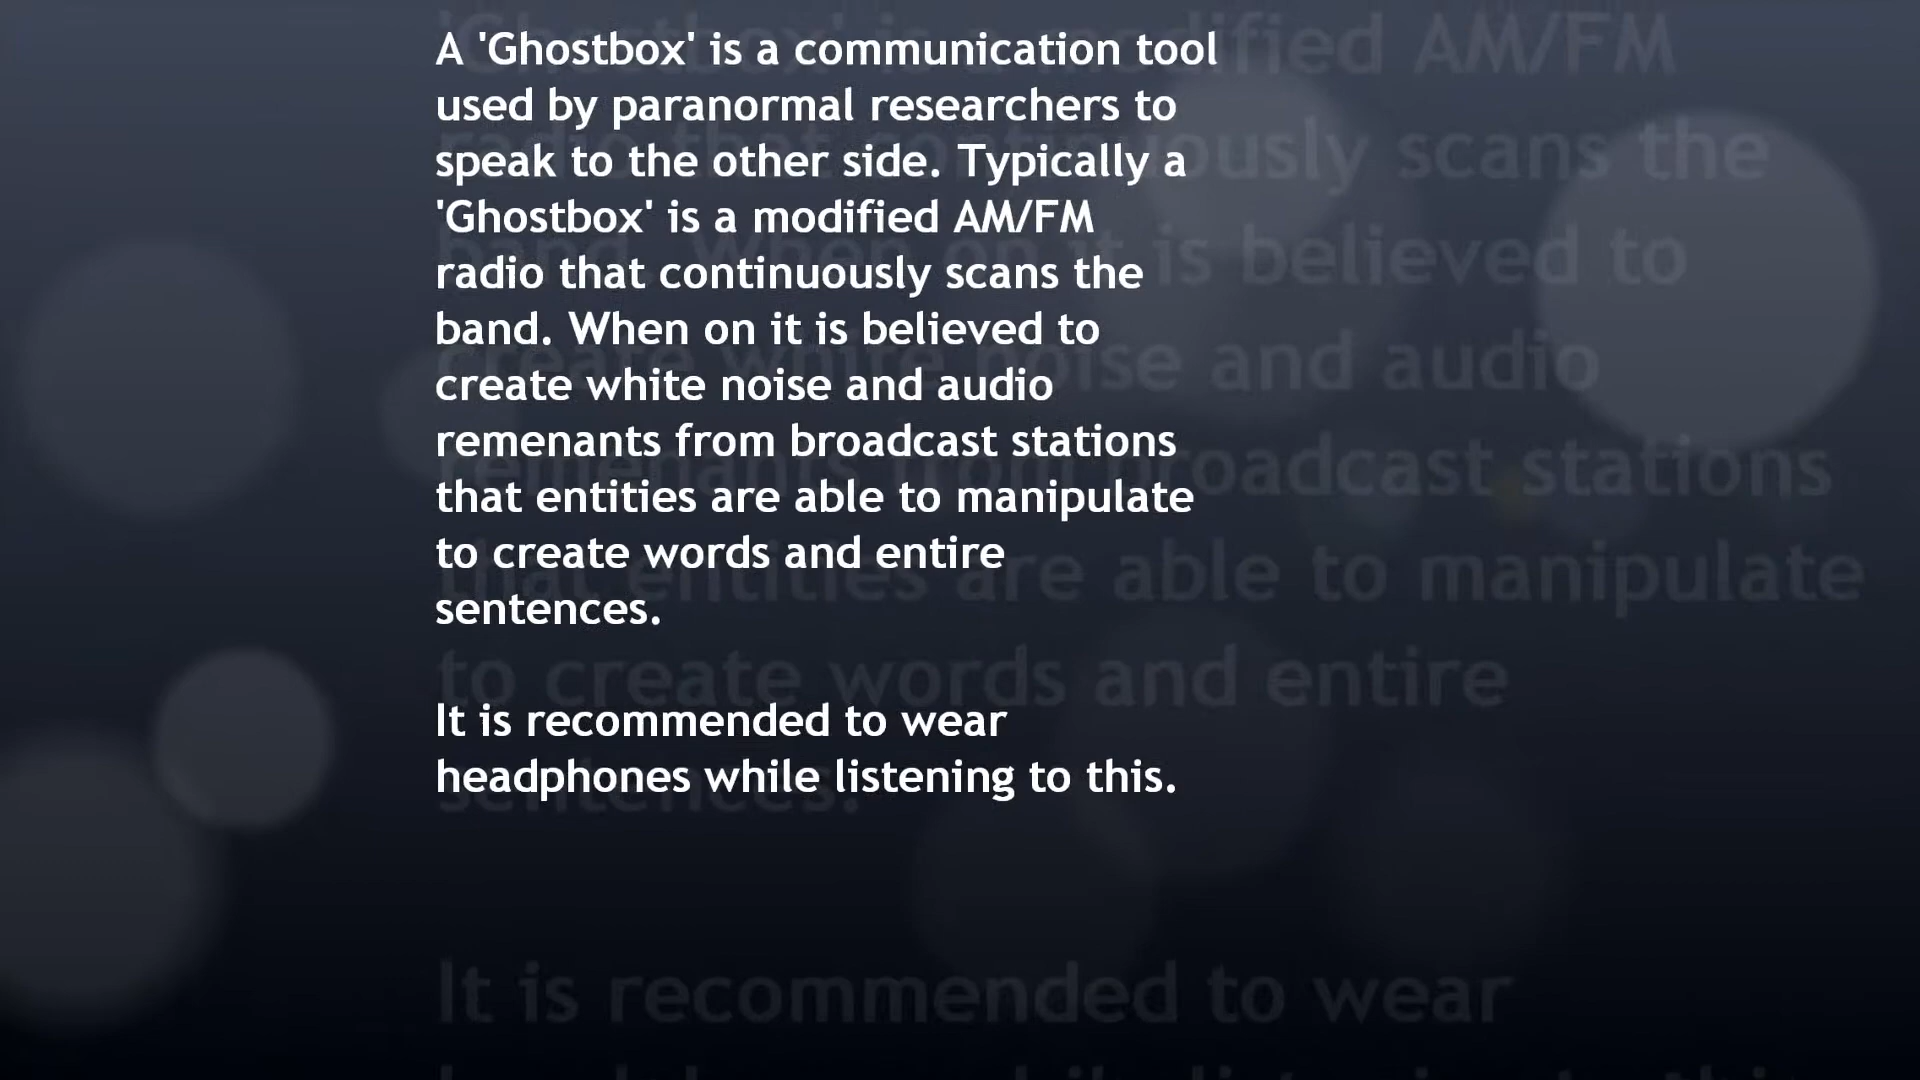 A 'Ghostbox' is a communication tool
used by paranormal researchers to
speak to the other side. Typically a
'Ghostbox' is a modified AM/FM
radio that continuously scans the
band. When on it is believed to
create white noise and audio
remenants from broadcast stations
that entities are able to manipulate
to create words and entire
sentences.
It is recommended to wear
headphones while listening to this.